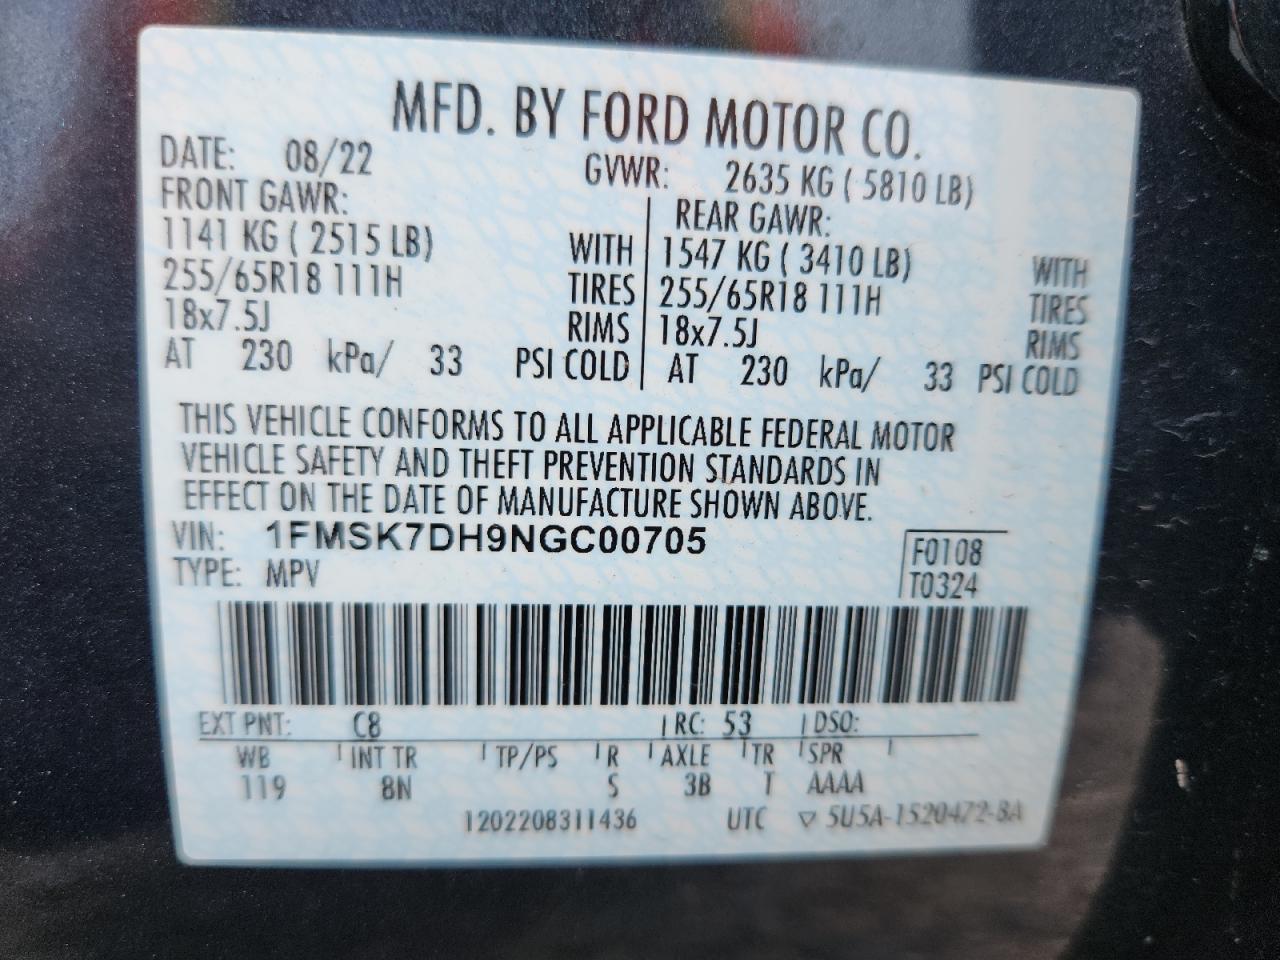 MFD. BY FORD MOTOR CO.
DATE: 08/22 GVWR: 2635 KG ( 5810 LB)
FRONT GAWR: REAR GAWR:
1141 KG ( 2515 LB) WITH 1547 KG ( 3410 LB) WITH
255/65R18 111H TIRES 255/65R18 111H TIRES
18x7.5J RIMS 18x7.5J RIMS
AT 230 kPa/ 33 PSI COLD AT 230 kPa/ 33 PSI COLD
THIS VEHICLE CONFORMS TO ALL APPLICABLE FEDERAL MOTOR
VEHICLE SAFETY AND THEFT PREVENTION STANDARDS IN
EFFECT ON THE DATE OF MANUFACTURE SHOWN ABOVE.
VIN: 1FMSK7DH9NGC00705 F0108
TYPE: MPV T0324
EXT PNT: C8 RC: 53 DSO:
WB INT TR TP/PS R AXLE TR SPR
119 8N S 3B T AAAA
1202208311436 UTC ▽ 5U5A-1520472-BA